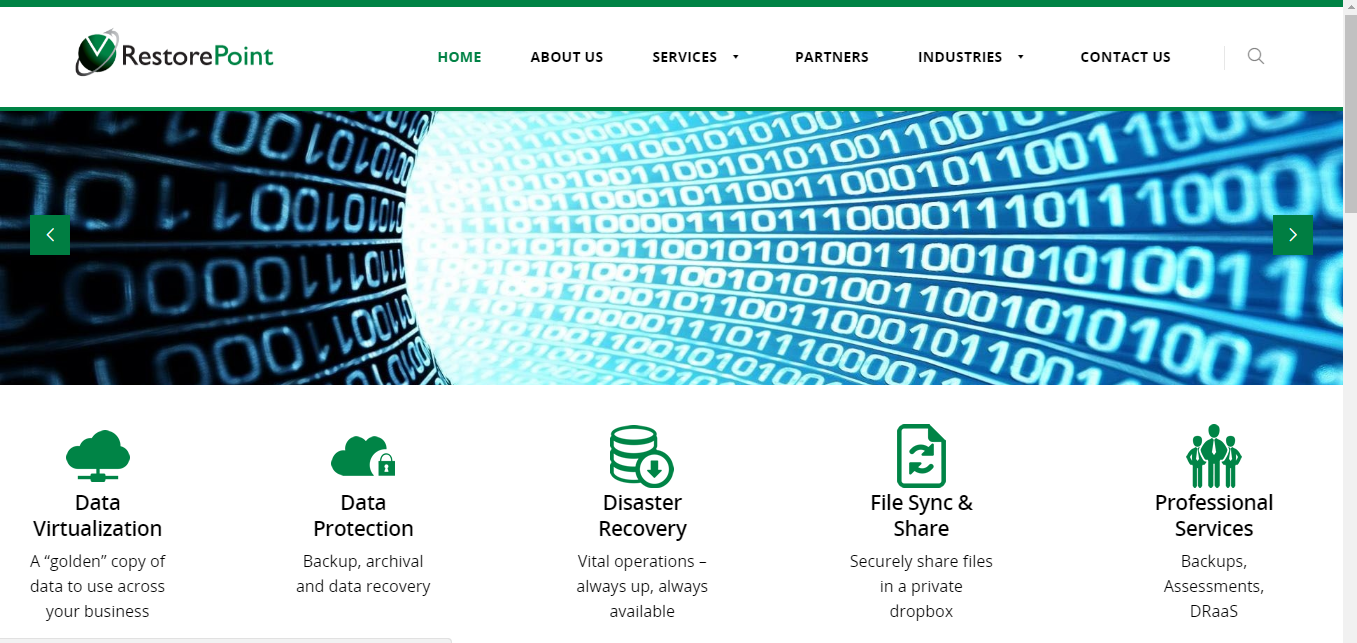 RestorePoint
HOME ABOUT US SERVICES PARTNERS INDUSTRIES CONTACT US
Data
Virtualization
A “golden” copy of
data to use across
your business
Data
Protection
Backup, archival
and data recovery
Disaster
Recovery
Vital operations –
always up, always
available
File Sync &
Share
Securely share files
in a private
dropbox
Professional
Services
Backups,
Assessments,
DRaaS